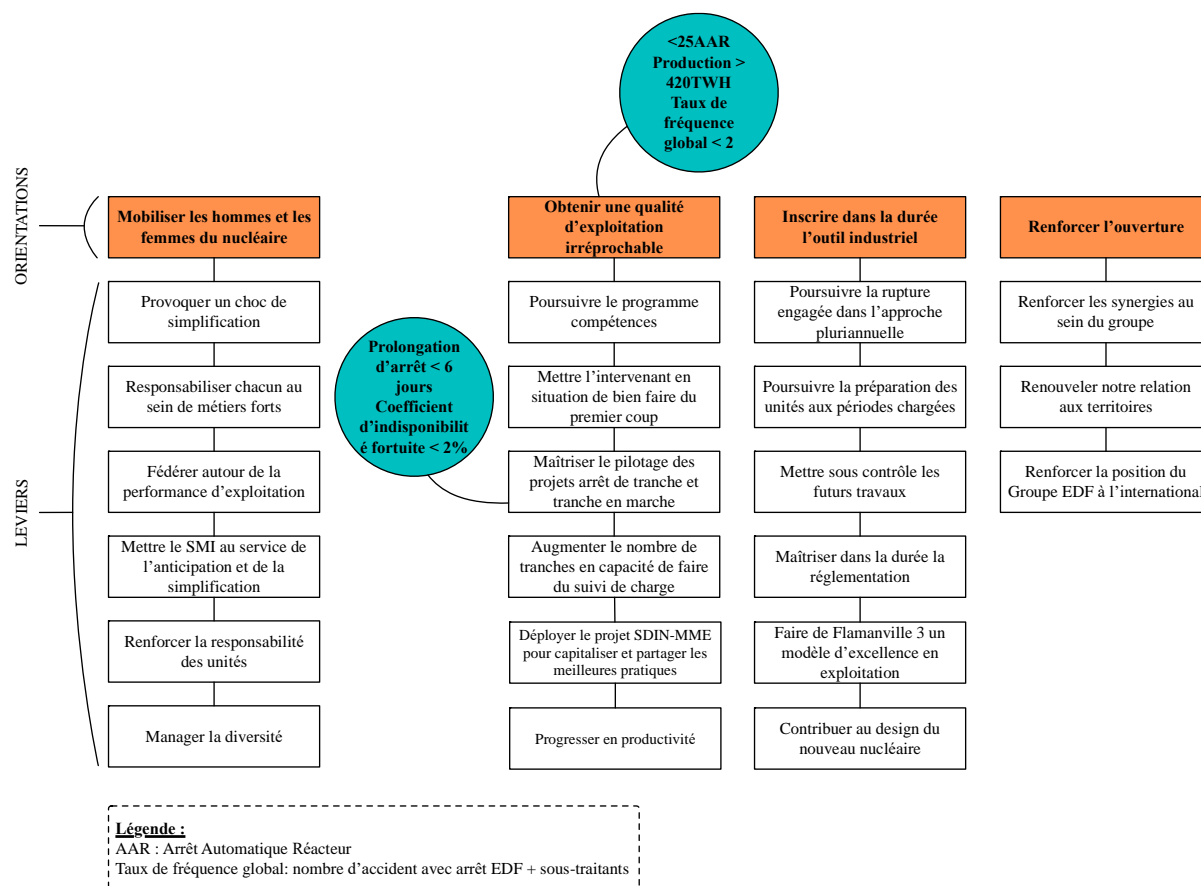 <25AAR
Production >
420TWH
Taux de
fréquence
global < 2
ORIENTATIONS
Mobiliser les hommes et les
femmes du nucléaire
Obtenir une qualité
d’exploitation
irréprochable
Inscrire dans la durée
l’outil industriel
Renforcer l’ouverture
LEVIERS
Provoquer un choc de
simplification
Responsabiliser chacun au
sein de métiers forts
Fédérer autour de la
performance d’exploitation
Mettre le SMI au service de
l’anticipation et de la
simplification
Renforcer la responsabilité
des unités
Manager la diversité
Prolongation
d’arrêt < 6
jours
Coefficient
d’indisponibilit
é fortuite < 2%
Poursuivre le programme
compétences
Mettre l’intervenant en
situation de bien faire du
premier coup
Maîtriser le pilotage des
projets arrêt de tranche et
tranche en marche
Augmenter le nombre de
tranches en capacité de faire
du suivi de charge
Déployer le projet SDIN-MME
pour capitaliser et partager les
meilleures pratiques
Progresser en productivité
Poursuivre la rupture
engagée dans l’approche
pluriannuelle
Poursuivre la préparation des
unités aux périodes chargées
Mettre sous contrôle les
futurs travaux
Maîtriser dans la durée la
réglementation
Faire de Flamanville 3 un
modèle d’excellence en
exploitation
Contribuer au design du
nouveau nucléaire
Renforcer les synergies au
sein du groupe
Renouveler notre relation
aux territoires
Renforcer la position du
Groupe EDF à l’international
Légende :
AAR : Arrêt Automatique Réacteur
Taux de fréquence global: nombre d’accident avec arrêt EDF + sous-traitants